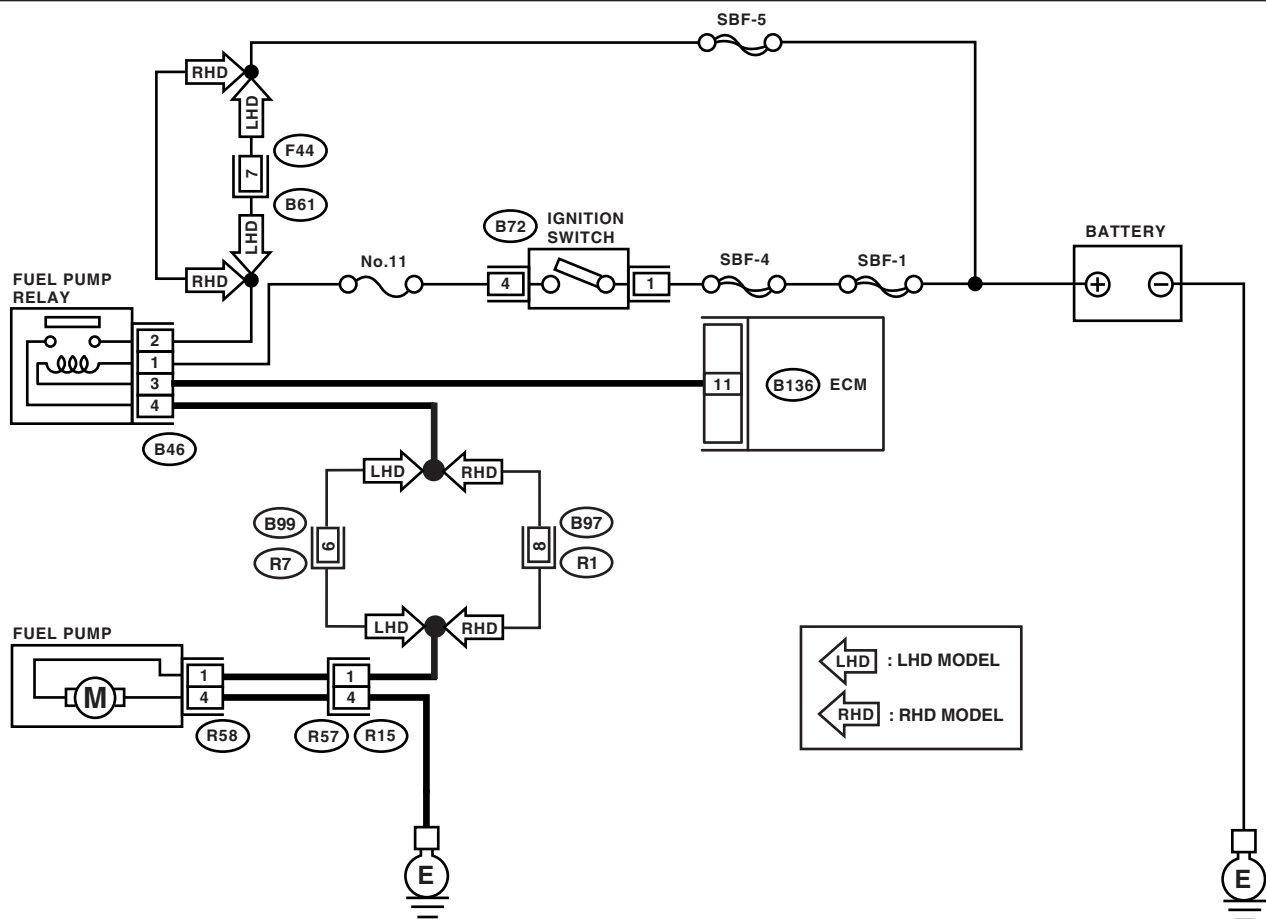 SBF-5
RHD
LHD
F44
7
B61
LHD
RHD
B72
IGNITION
SWITCH
BATTERY
No.11
4
1
SBF-4
SBF-1
+
−
FUEL PUMP
RELAY
2
1
3
4
B46
11
B136
ECM
LHD
RHD
B99
6
R7
B97
8
R1
LHD
RHD
FUEL PUMP
M
1
4
1
4
R58
R57
R15
LHD : LHD MODEL
RHD : RHD MODEL
E
E